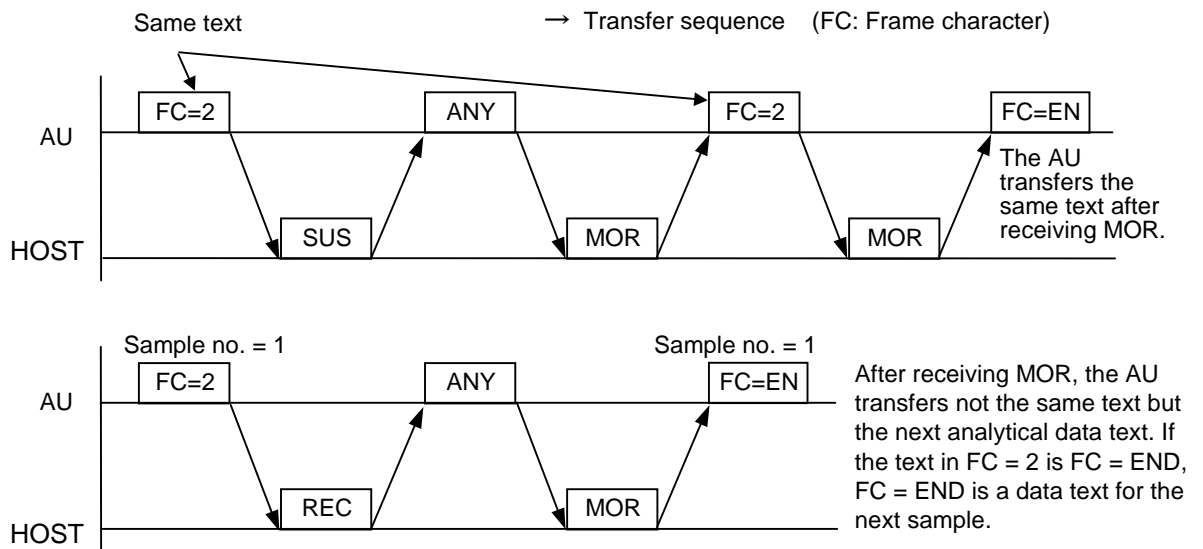 Same text
→ Transfer sequence (FC: Frame character)
FC=2
ANY
FC=2
FC=EN
AU
The AU
transfers the
same text after
receiving MOR.
SUS
MOR
MOR
HOST
Sample no. = 1
Sample no. = 1
FC=2
ANY
FC=EN
AU
After receiving MOR, the AU
transfers not the same text but
the next analytical data text. If
the text in FC = 2 is FC = END,
FC = END is a data text for the
next sample.
REC
MOR
HOST